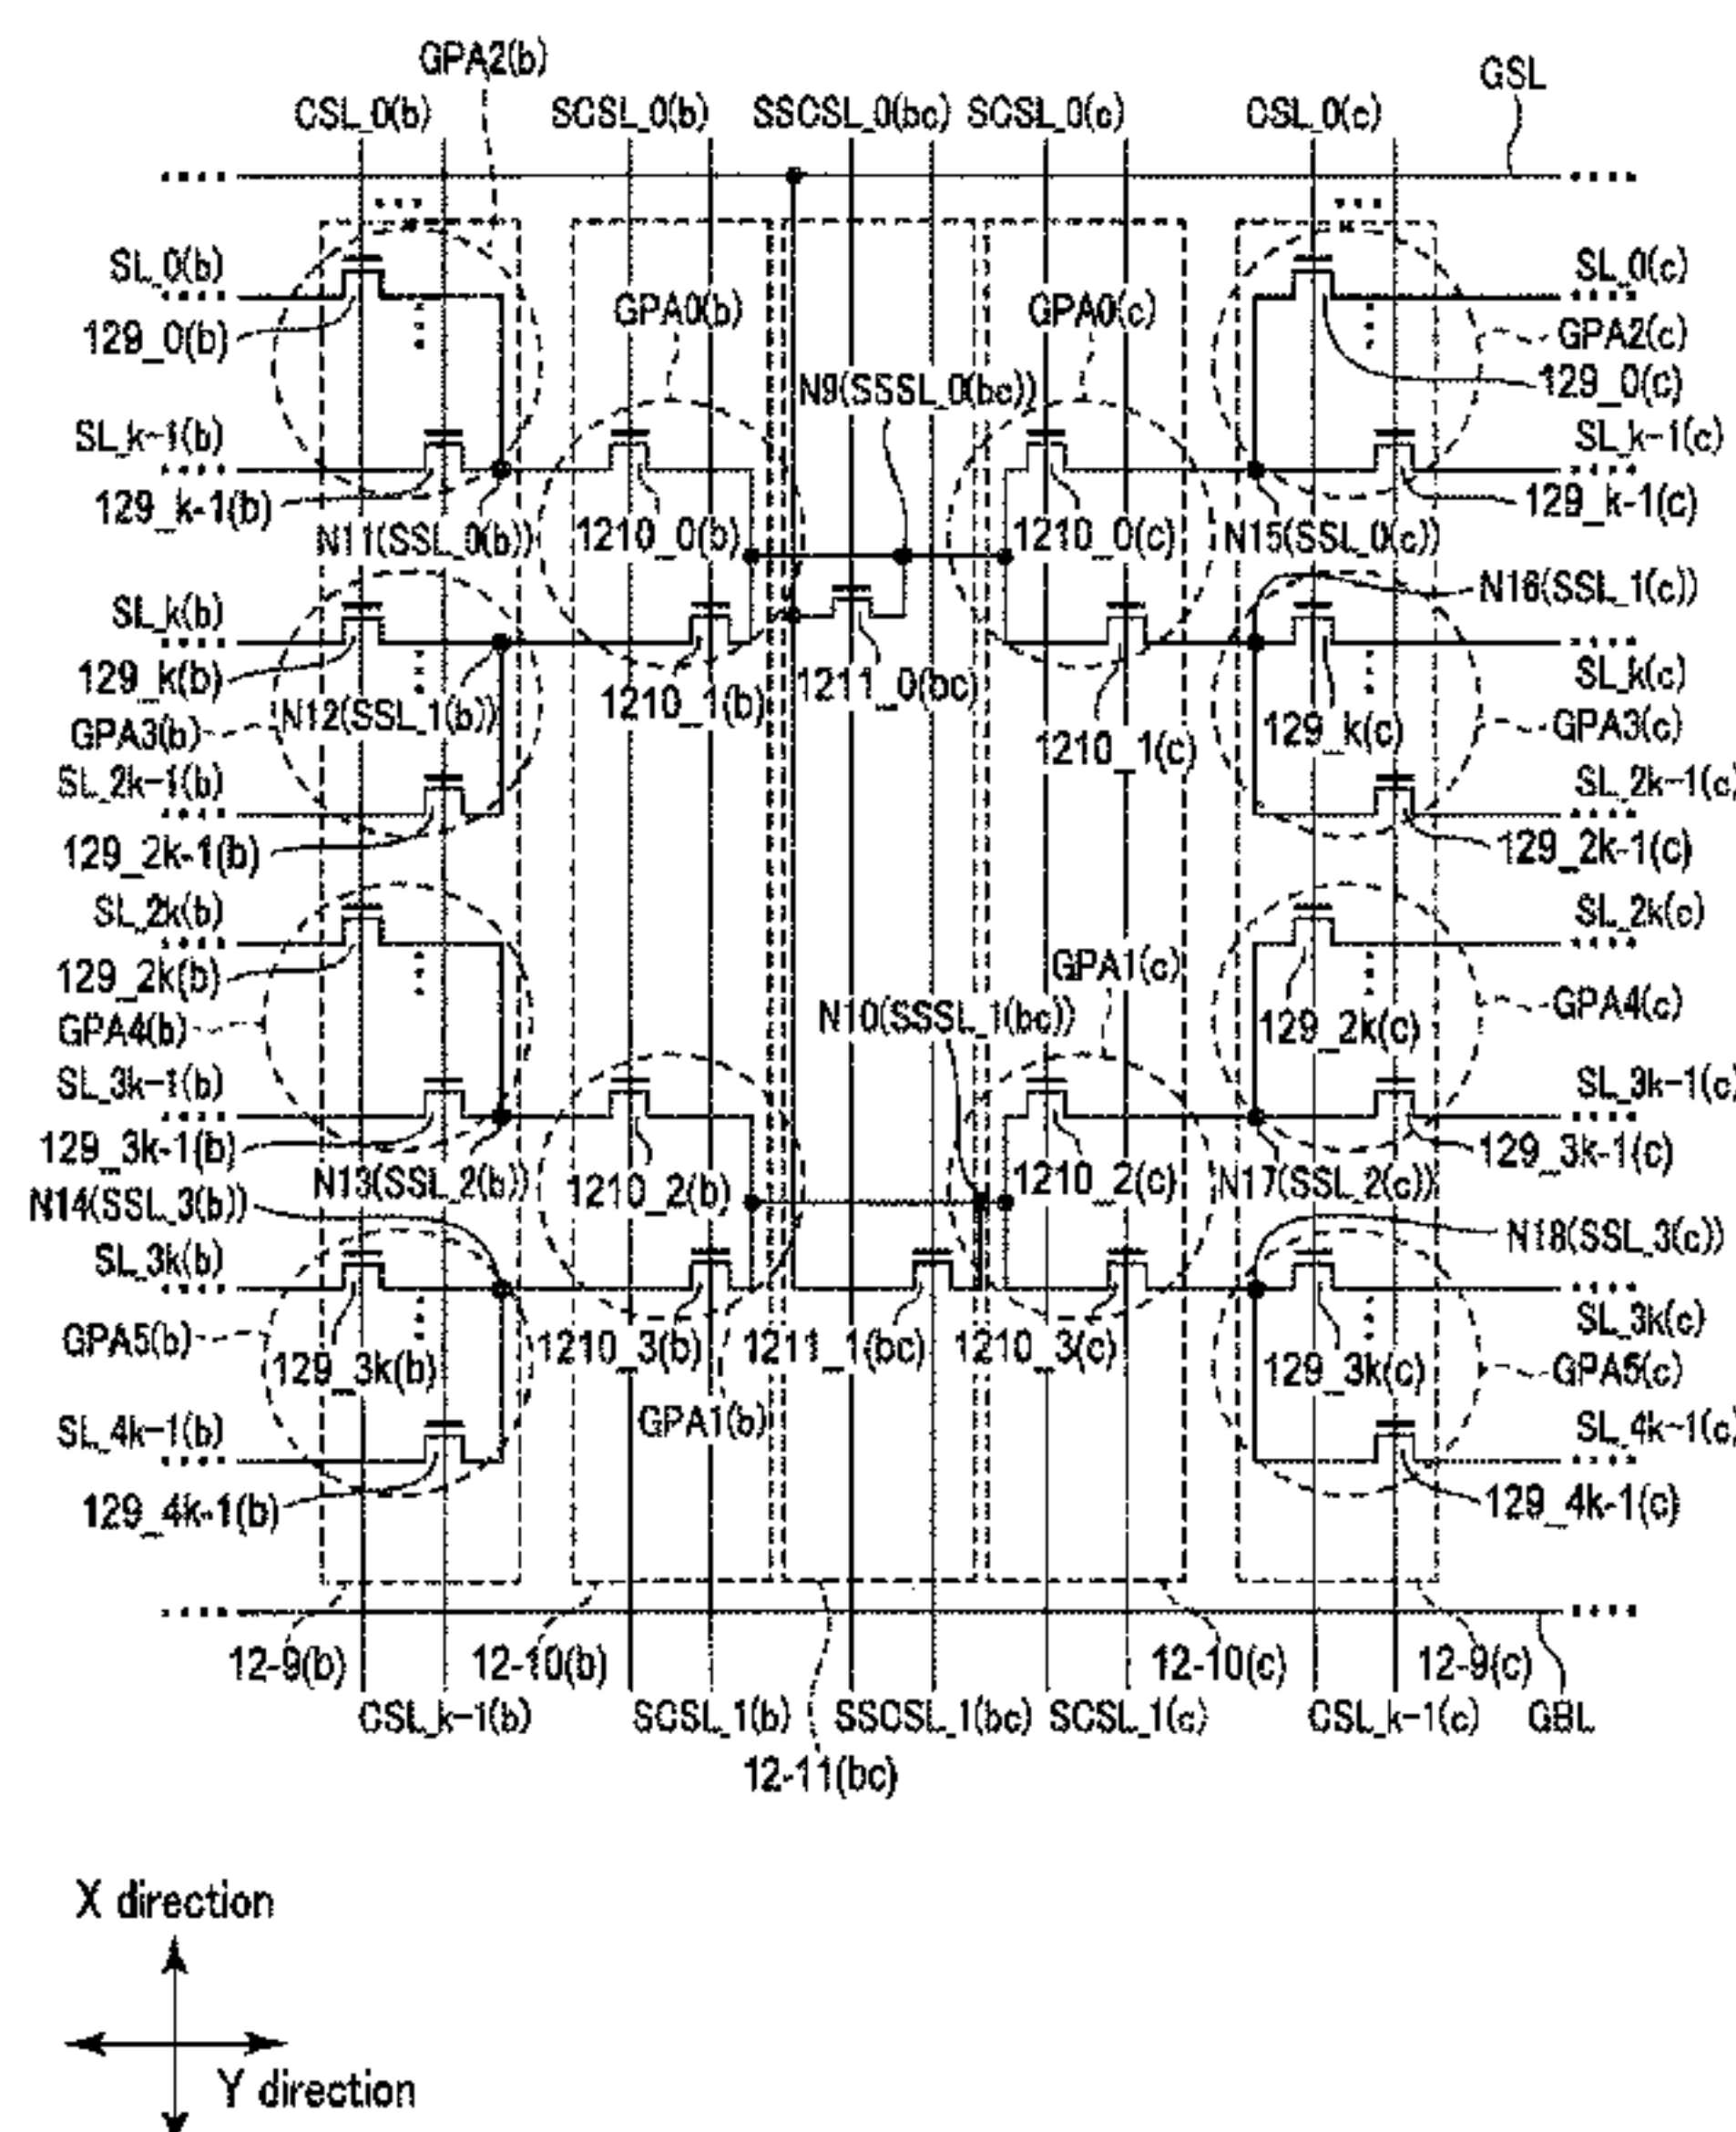 GPA2(b)
GSL
CSL_0(b) SCSL_0(b) SSCSL_0(bc) SCSL_0(c) CSL_0(c)
SL_0(b) SL_0(c)
GPA0(b) GPA0(c)
129_0(b) GPA2(c)
N9(SSSL_0(bc)) 129_0(c)
SL_k-1(b) SL_k-1(c)
129_k-1(b) 129_k-1(c)
N11(SSL_0(b)) 1210_0(b) 1210_0(c) N15(SSL_0(c))
N16(SSL_1(c))
SL_k(b)
129_k(b) 1210_1(b) 1211_0(bc) SL_k(c)
N12(SSL_1(b))
GPA3(b) 1210_1(c) 129_k(c) GPA3(c)
SL_2k-1(b) SL_2k-1(c)
129_2k-1(b) 129_2k-1(c)
SL_2k(b) SL_2k(c)
129_2k(b) GPA1(c)
GPA4(b) N10(SSSL_1(bc)) 129_2k(c) GPA4(c)
SL_3k-1(b) SL_3k-1(c)
129_3k-1(b) 129_3k-1(c)
N13(SSL_2(b)) 1210_2(b) 1210_2(c) N17(SSL_2(c))
N14(SSL_3(b)) N18(SSL_3(c))
SL_3k(b)
SL_3k(c)
GPA5(b) 129_3k(b) 1210_3(b) 1211_1(bc) 1210_3(c) 129_3k(c) GPA5(c)
SL_4k-1(b) GPA1(b) SL_4k-1(c)
129_4k-1(b) 129_4k-1(c)
12-9(b) 12-10(b) 12-10(c) 12-9(c)
CSL_k-1(b) SCSL_1(b) SSCSL_1(bc) SCSL_1(c) CSL_k-1(c) GBL
12-11(bc)
X direction
Y direction